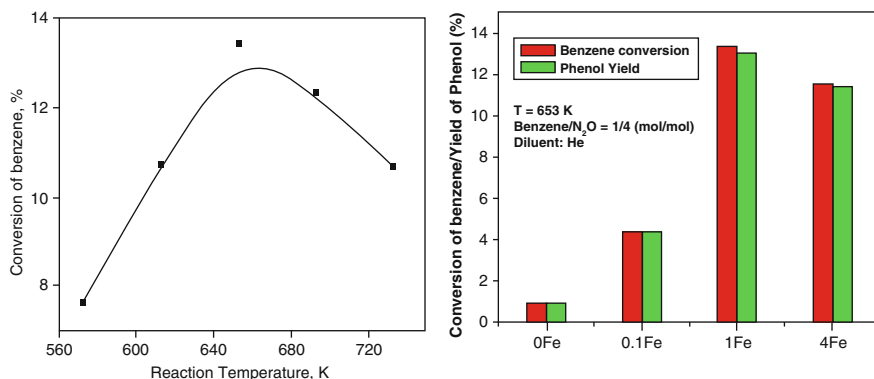 14
12
10
8
560 600 640 680 720
Conversion of benzene, %
Reaction Temperature, K
14
12
10
8
6
4
2
0
Conversion of benzene/Yield of Phenol (%)
Benzene conversion
Phenol Yield
T = 653 K
Benzene/N₂O = 1/4 (mol/mol)
Diluent: He
0Fe 0.1Fe 1Fe 4Fe